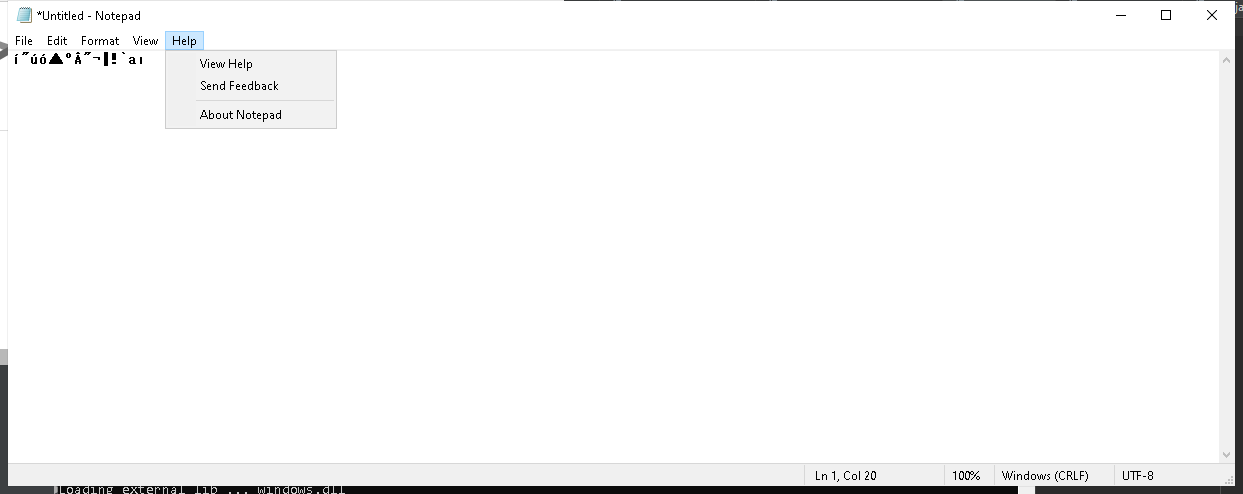 *Untitled - Notepad
File Edit Format View Help
í˝úó▲ºÂ˝¬▐!`aı
View Help
Send Feedback
About Notepad
Ln 1, Col 20 100% Windows (CRLF) UTF-8
Loading external lib ... windows.dll